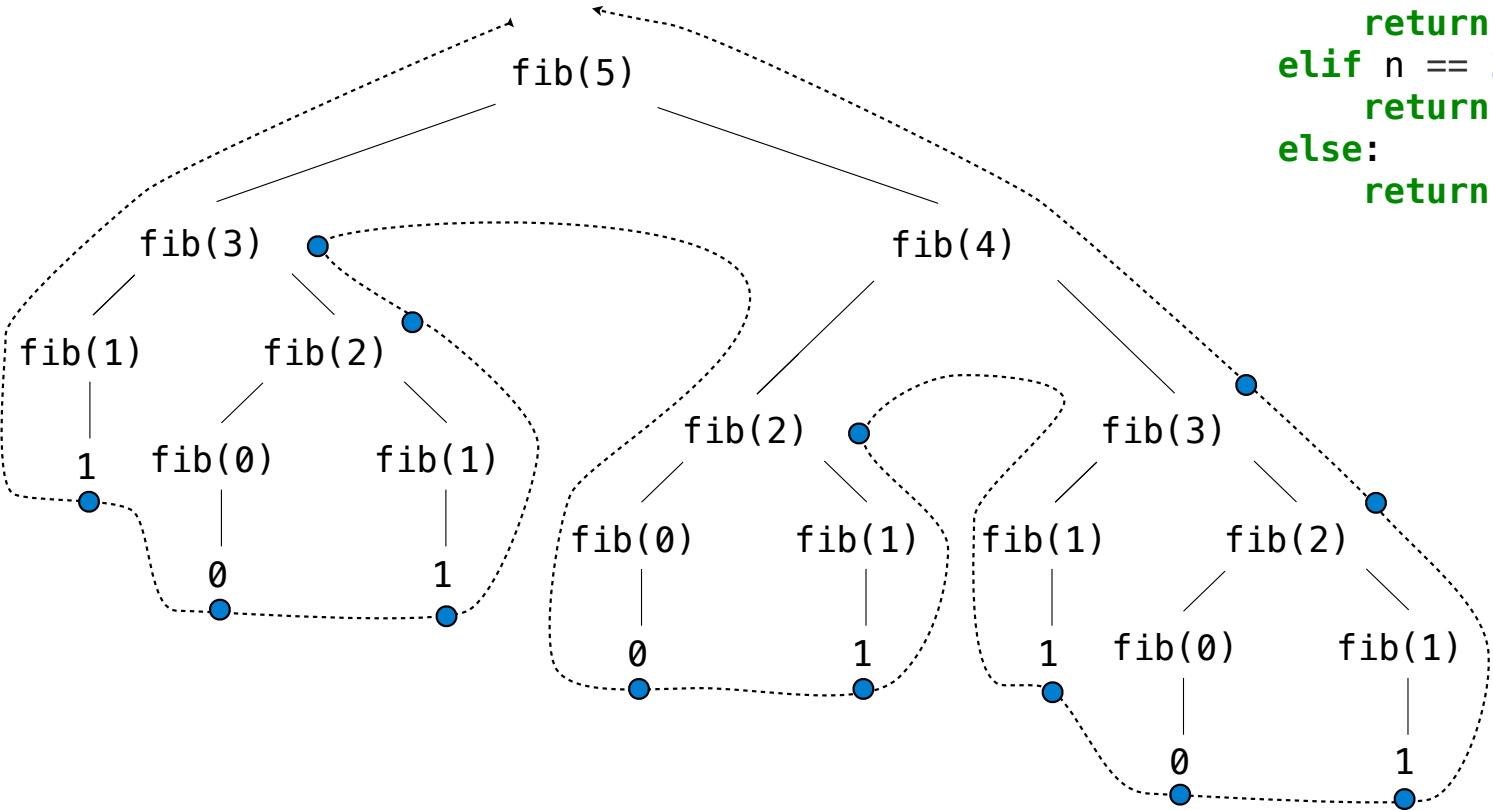 return
elif n ==
return
else:
return
fib(5)
fib(3)
fib(4)
fib(1)
fib(2)
fib(2)
fib(3)
1
fib(0)
fib(1)
fib(0)
fib(1)
fib(1)
fib(2)
0
1
0
1
1
fib(0)
fib(1)
0
1